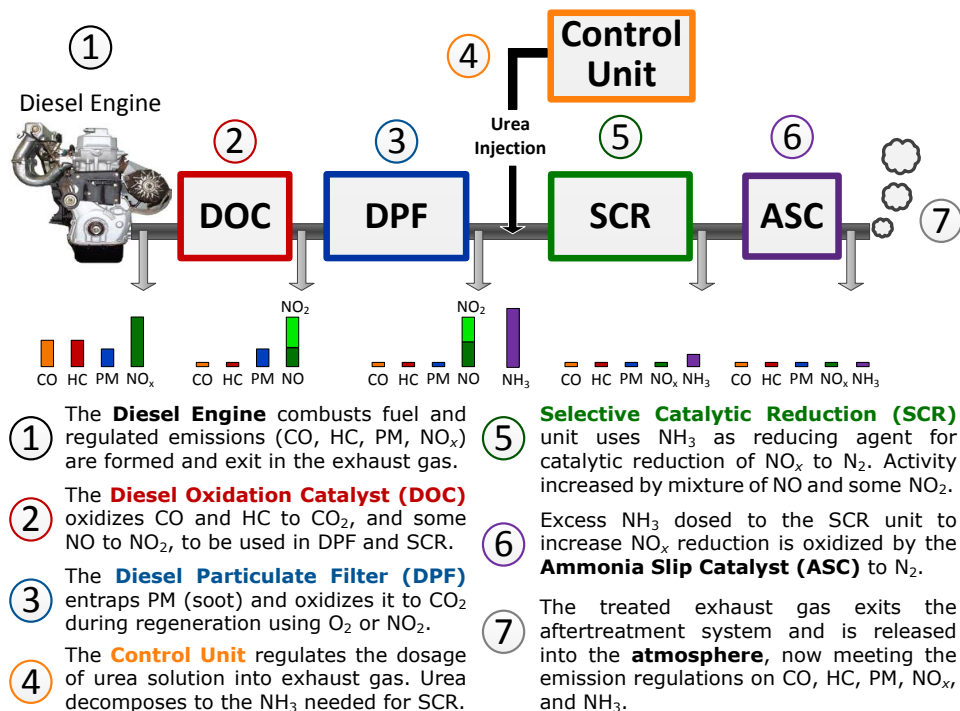 1
Diesel Engine
2
DOC
3
DPF
4
Control
Unit
Urea
Injection
5
SCR
6
ASC
7
CO HC PM NOₓ
NO₂
CO HC PM NO
NO₂
CO HC PM NO NH₃
CO HC PM NOₓ NH₃
CO HC PM NOₓ NH₃
1
The Diesel Engine combusts fuel and
regulated emissions (CO, HC, PM, NOₓ)
are formed and exit in the exhaust gas.
2
The Diesel Oxidation Catalyst (DOC)
oxidizes CO and HC to CO₂, and some
NO to NO₂, to be used in DPF and SCR.
3
The Diesel Particulate Filter (DPF)
entraps PM (soot) and oxidizes it to CO₂
during regeneration using O₂ or NO₂.
4
The Control Unit regulates the dosage
of urea solution into exhaust gas. Urea
decomposes to the NH₃ needed for SCR.
5
Selective Catalytic Reduction (SCR)
unit uses NH₃ as reducing agent for
catalytic reduction of NOₓ to N₂. Activity
increased by mixture of NO and some NO₂.
6
Excess NH₃ dosed to the SCR unit to
increase NOₓ reduction is oxidized by the
Ammonia Slip Catalyst (ASC) to N₂.
7
The treated exhaust gas exits the
aftertreatment system and is released
into the atmosphere, now meeting the
emission regulations on CO, HC, PM, NOₓ,
and NH₃.